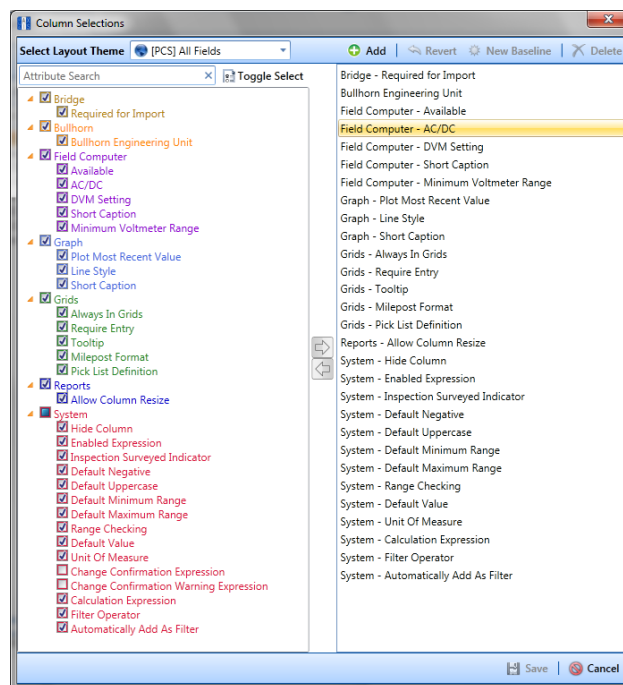 Column Selections
Select Layout Theme [PCS] All Fields Add Revert New Baseline Delete
Attribute Search Toggle Select
Bridge
Required for Import
Bullhorn
Bullhorn Engineering Unit
Field Computer
Available
AC/DC
DVM Setting
Short Caption
Minimum Voltmeter Range
Graph
Plot Most Recent Value
Line Style
Short Caption
Grids
Always In Grids
Require Entry
Tooltip
Milepost Format
Pick List Definition
Reports
Allow Column Resize
System
Hide Column
Enabled Expression
Inspection Surveyed Indicator
Default Negative
Default Uppercase
Default Minimum Range
Default Maximum Range
Range Checking
Default Value
Unit Of Measure
Change Confirmation Expression
Change Confirmation Warning Expression
Calculation Expression
Filter Operator
Automatically Add As Filter
Bridge - Required for Import
Bullhorn Engineering Unit
Field Computer - Available
Field Computer - AC/DC
Field Computer - DVM Setting
Field Computer - Short Caption
Field Computer - Minimum Voltmeter Range
Graph - Plot Most Recent Value
Graph - Line Style
Graph - Short Caption
Grids - Always In Grids
Grids - Require Entry
Grids - Tooltip
Grids - Milepost Format
Grids - Pick List Definition
Reports - Allow Column Resize
System - Hide Column
System - Enabled Expression
System - Inspection Surveyed Indicator
System - Default Negative
System - Default Uppercase
System - Default Minimum Range
System - Default Maximum Range
System - Range Checking
System - Default Value
System - Unit Of Measure
System - Calculation Expression
System - Filter Operator
System - Automatically Add As Filter
Save Cancel